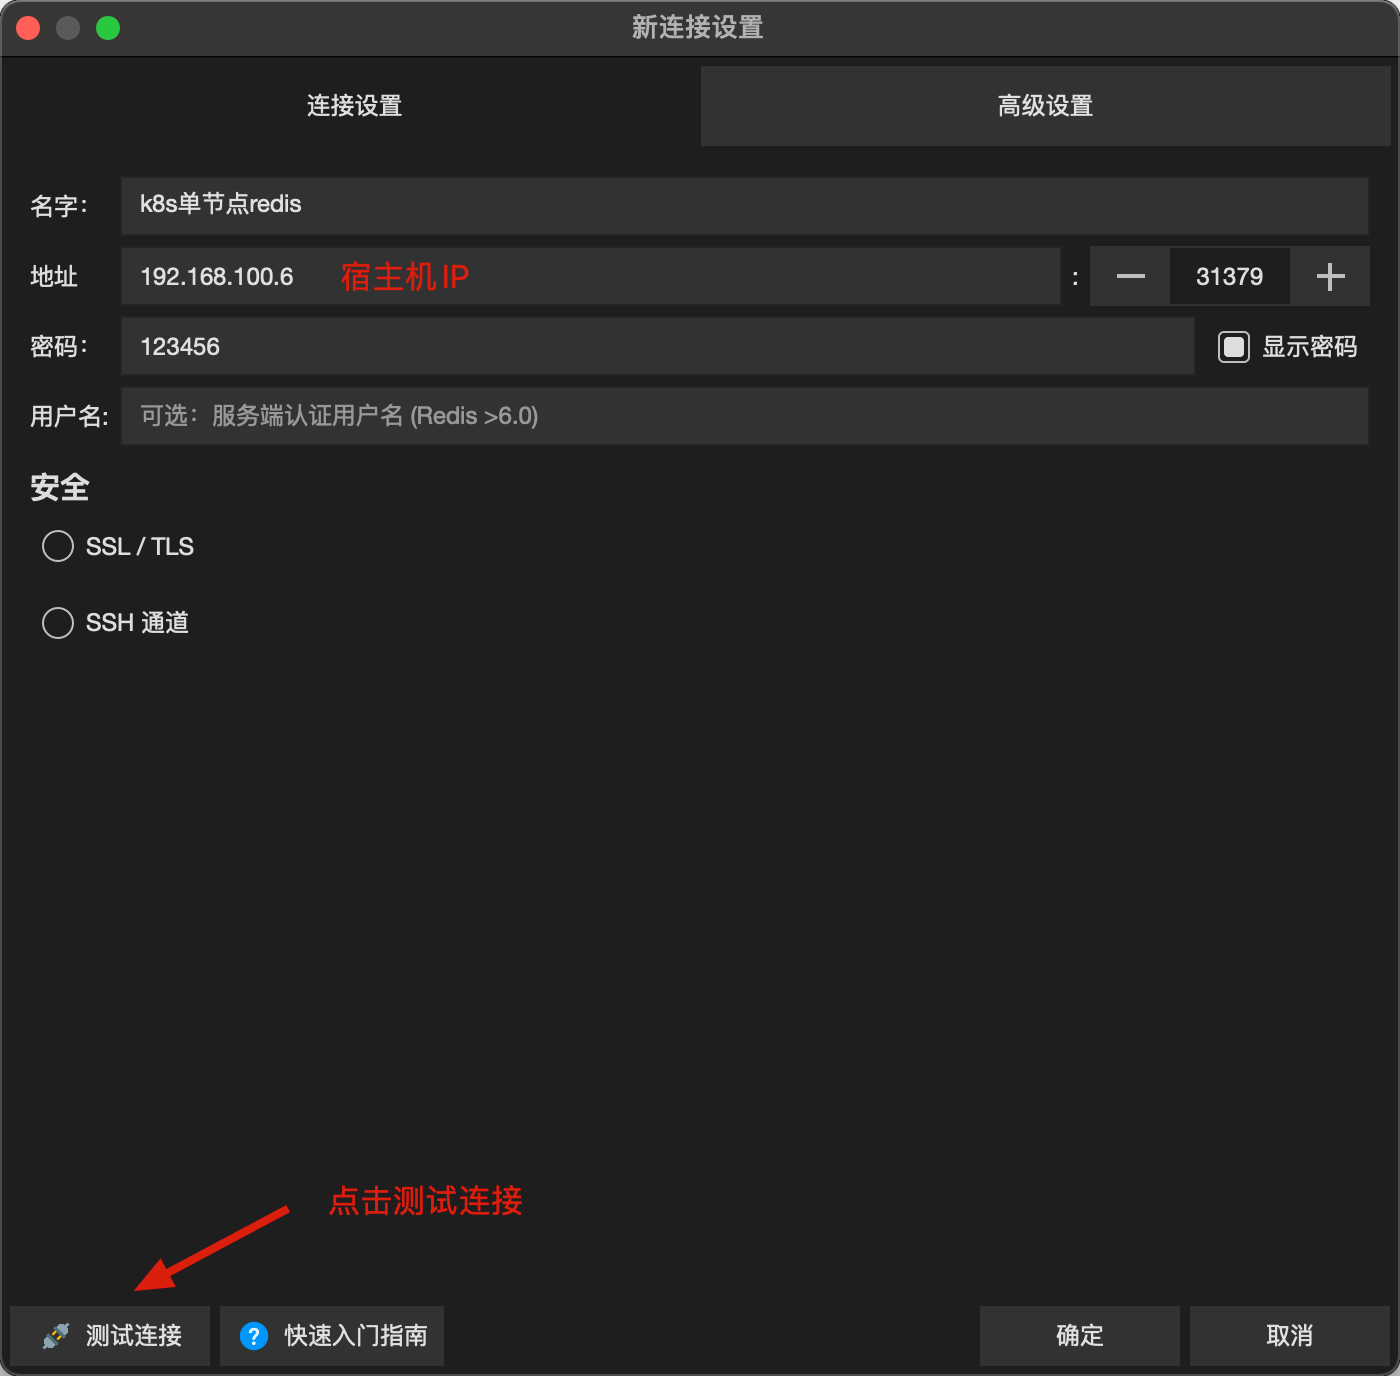 新连接设置
连接设置
高级设置
名字：
k8s单节点redis
地址
192.168.100.6
宿主机IP
:
31379
密码：
123456
显示密码
用户名:
可选：服务端认证用户名 (Redis >6.0)
安全
SSL / TLS
SSH 通道
点击测试连接
测试连接
?
快速入门指南
确定
取消